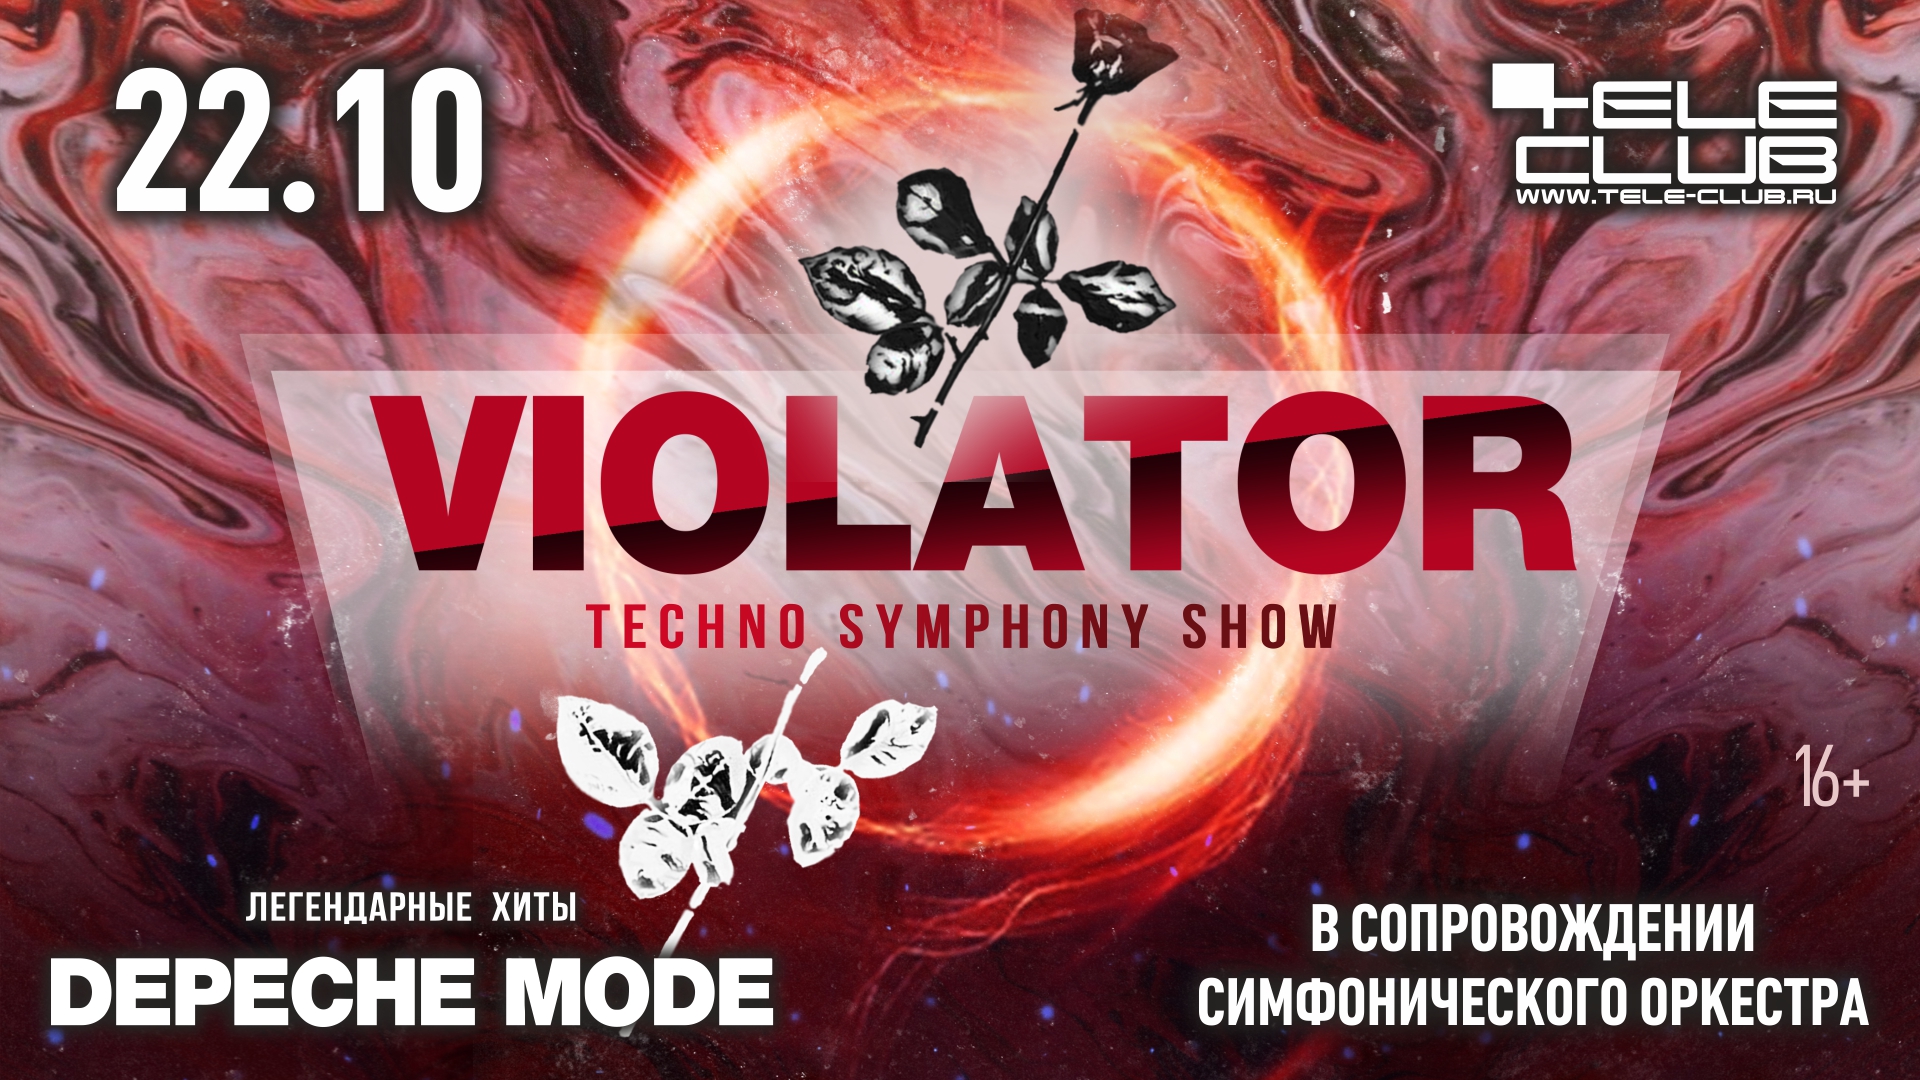 22.10
TELE
CLUB
WWW.TELE-CLUB.RU
VIOLATOR
TECHNO SYMPHONY SHOW
16+
ЛЕГЕНДАРНЫЕ ХИТЫ
DEPECHE MODE
В СОПРОВОЖДЕНИИ
СИМФОНИЧЕСКОГО ОРКЕСТРА